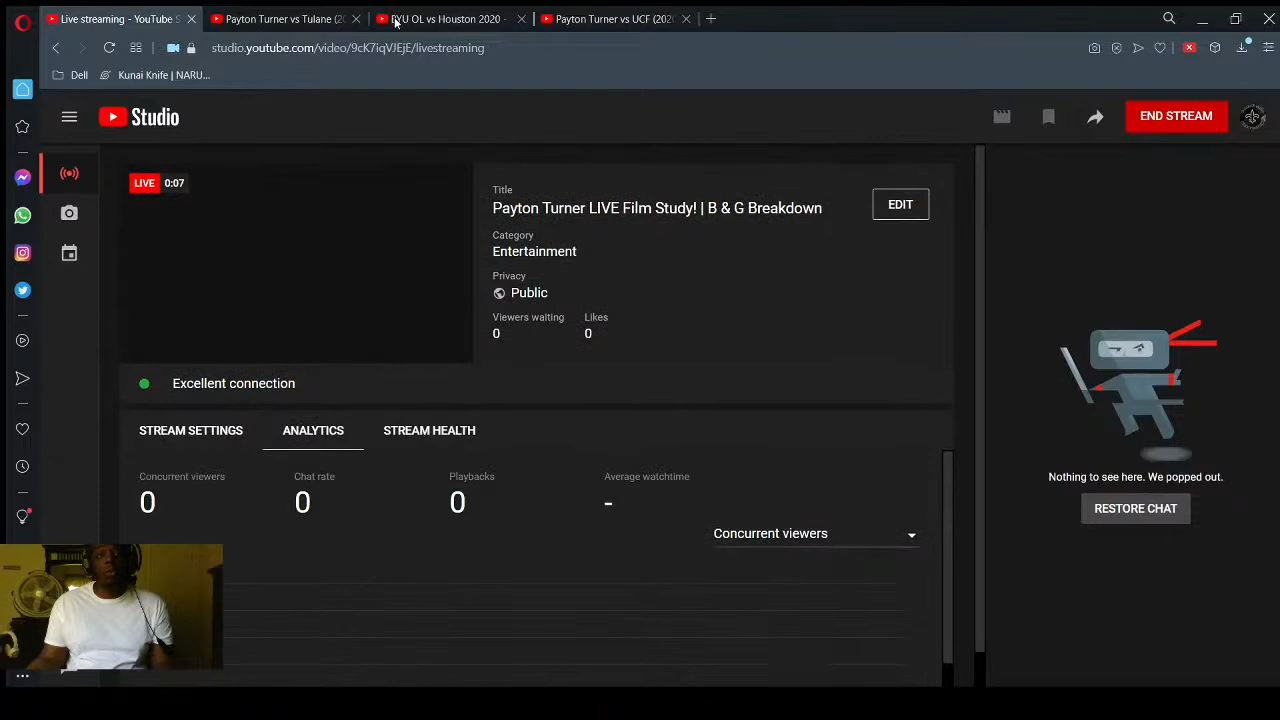 Live streaming - YouTube S
Payton Turner vs Tulane (20
BYU OL vs Houston 2020 -
Payton Turner vs UCF (202
studio.youtube.com/video/9cK7iqVJEjE/livestreaming
Dell
Kunai Knife | NARU...
Studio
END STREAM
LIVE 0:07
Title
Payton Turner LIVE Film Study! | B & G Breakdown
EDIT
Category
Entertainment
Privacy
Public
Viewers waiting
Likes
0
0
Excellent connection
STREAM SETTINGS
ANALYTICS
STREAM HEALTH
Concurrent viewers
Chat rate
Playbacks
Average watchtime
0
0
0
-
Concurrent viewers
Nothing to see here. We popped out.
RESTORE CHAT